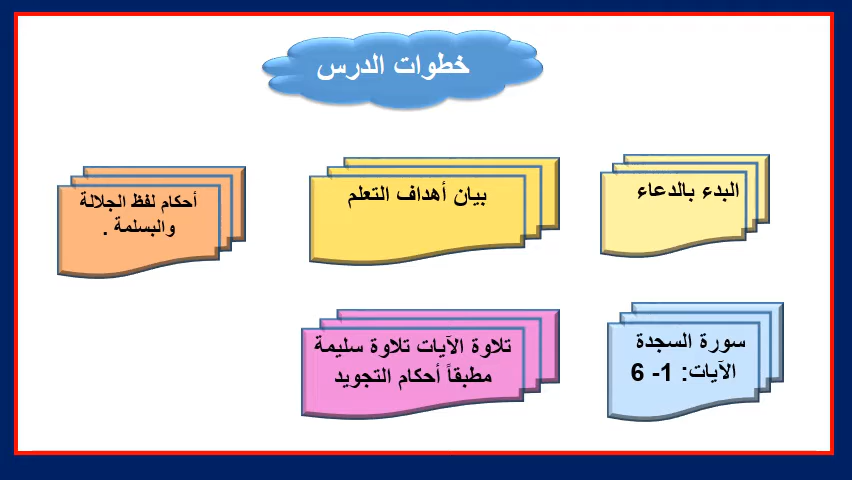 خطوات الدرس
البدء بالدعاء
بيان أهداف التعلم
أحكام لفظ الجلالة
والبسلمة .
سورة السجدة
الآيات: 1- 6
تلاوة الآيات تلاوة سليمة
مطبقاً أحكام التجويد